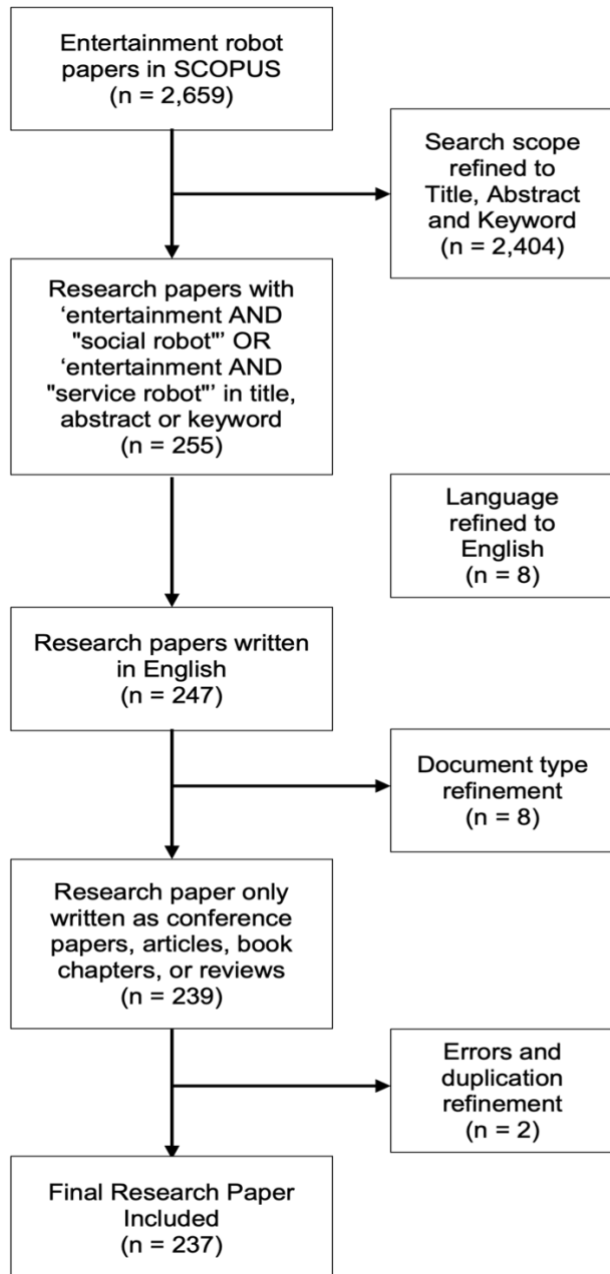 Entertainment robot
papers in SCOPUS
(n = 2,659)
Search scope
refined to
Title, Abstract
and Keyword
(n = 2,404)
Research papers with
‘entertainment AND
"social robot"’ OR
‘entertainment AND
"service robot"’ in title,
abstract or keyword
(n = 255)
Language
refined to
English
(n = 8)
Research papers written
in English
(n = 247)
Document type
refinement
(n = 8)
Research paper only
written as conference
papers, articles, book
chapters, or reviews
(n = 239)
Errors and
duplication
refinement
(n = 2)
Final Research Paper
Included
(n = 237)